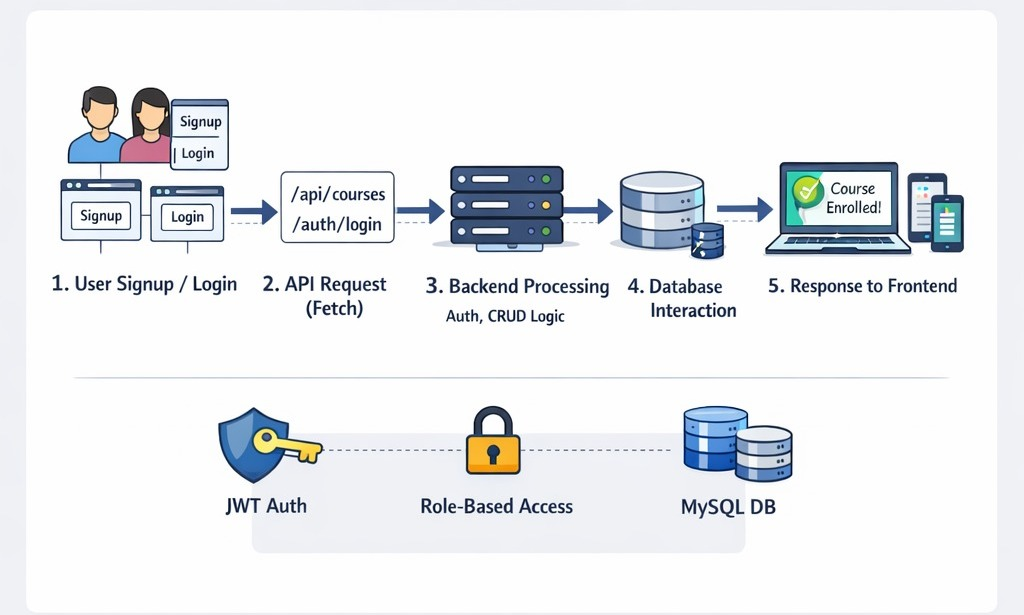 Signup
Login
Signup
Login
/api/courses
/auth/login
Course
Enrolled!
1. User Signup / Login
2. API Request
(Fetch)
3. Backend Processing
Auth, CRUD Logic
4. Database
Interaction
5. Response to Frontend
JWT Auth
Role-Based Access
MySQL DB